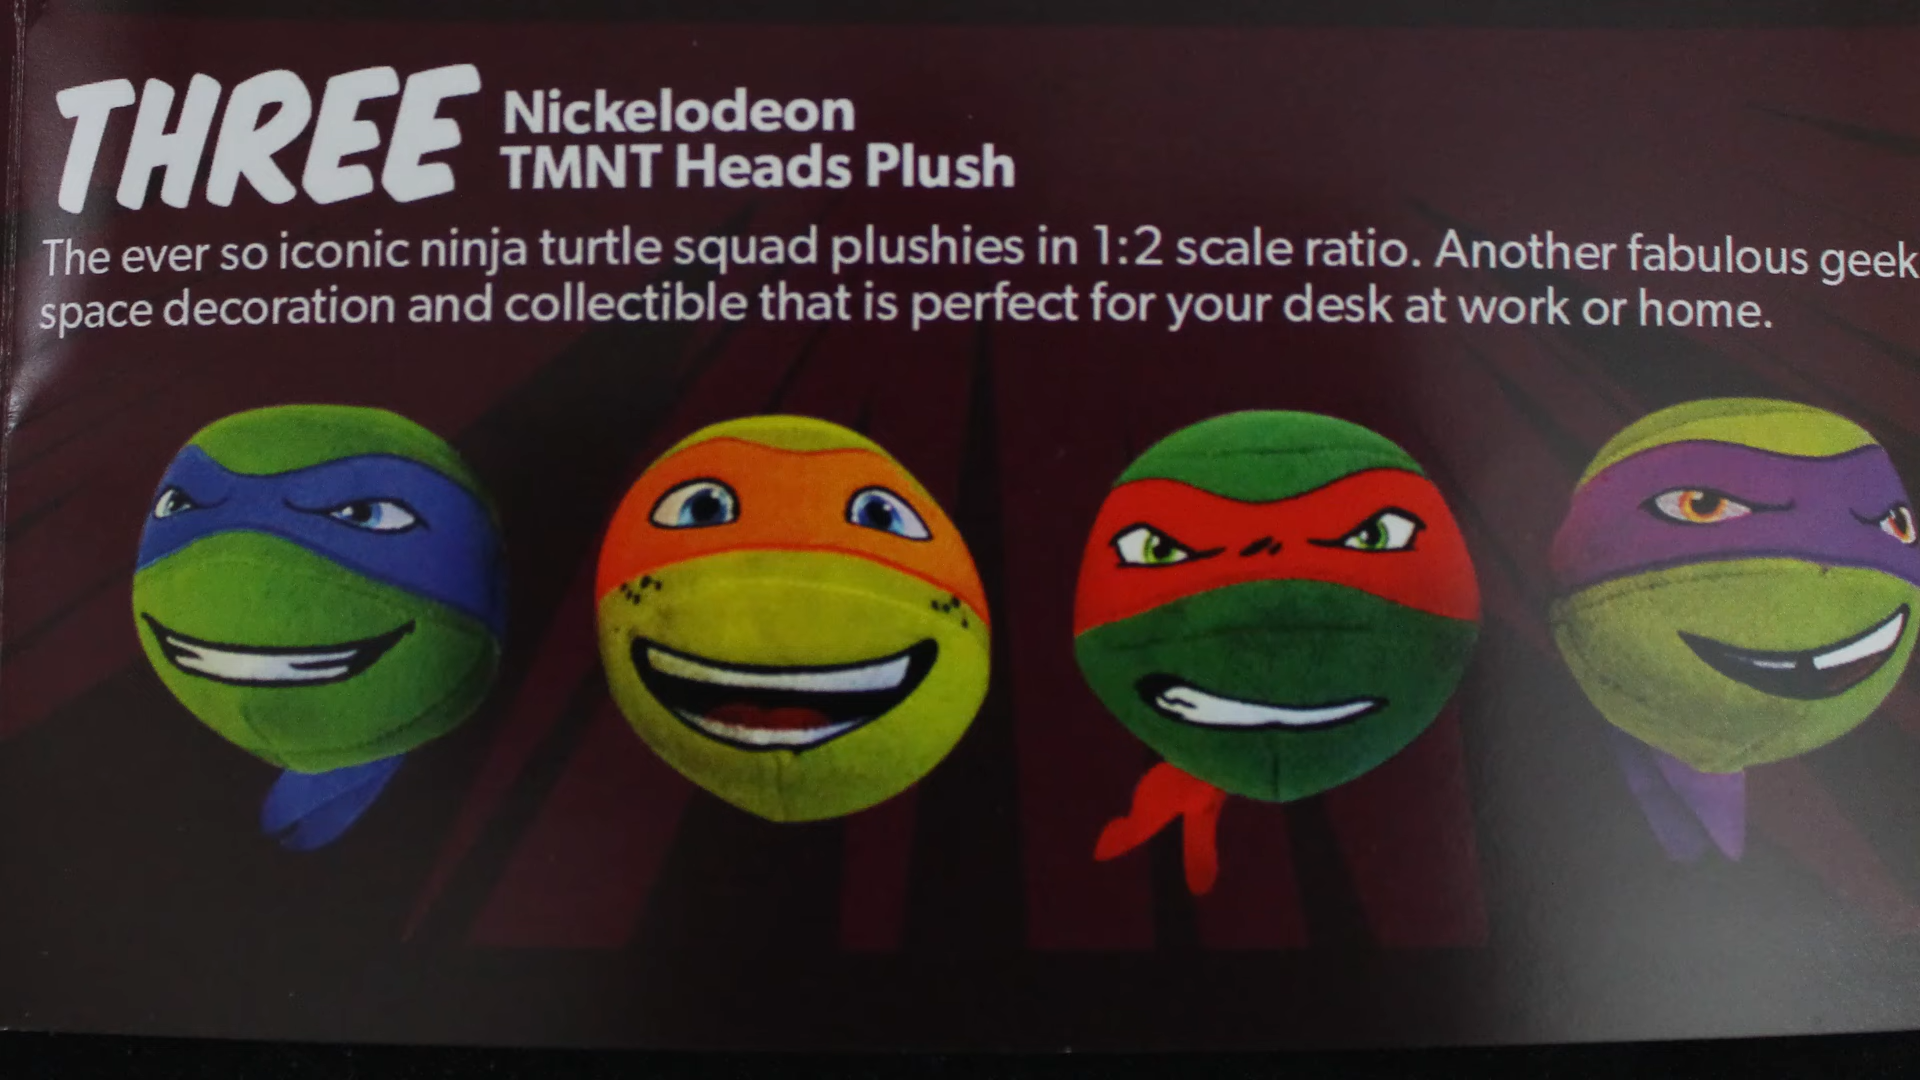 THREE
Nickelodeon
TMNT Heads Plush
The ever so iconic ninja turtle squad plushies in 1:2 scale ratio. Another fabulous geek
space decoration and collectible that is perfect for your desk at work or home.